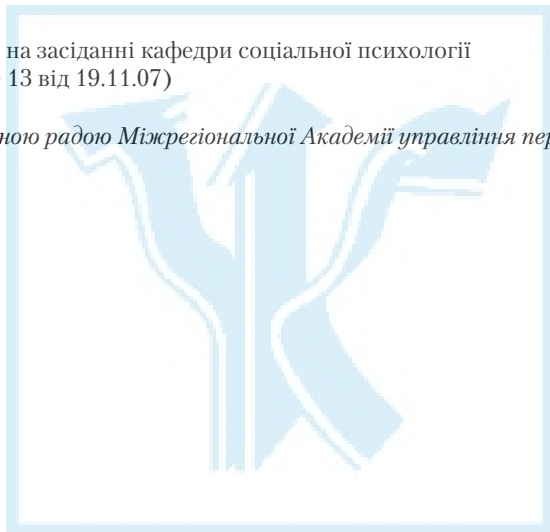 на засіданні кафедри соціальної психології
13 від 19.11.07)
ною радою Міжрегіональної Академії управління пер